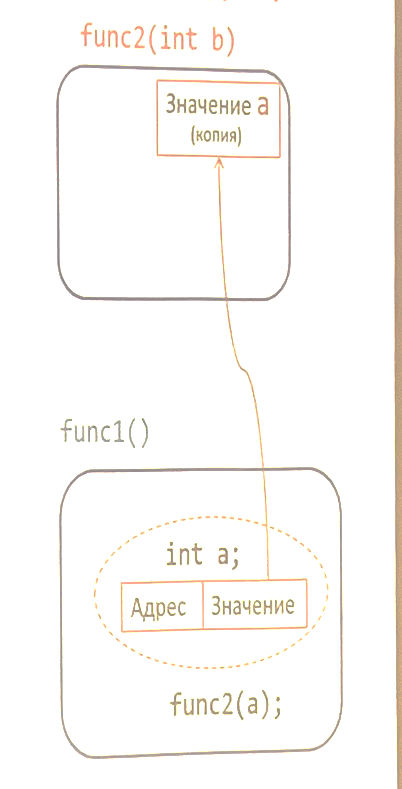 func2(int b)
Значение a
(копия)
func1()
int a;
Адрес Значение
func2(a);